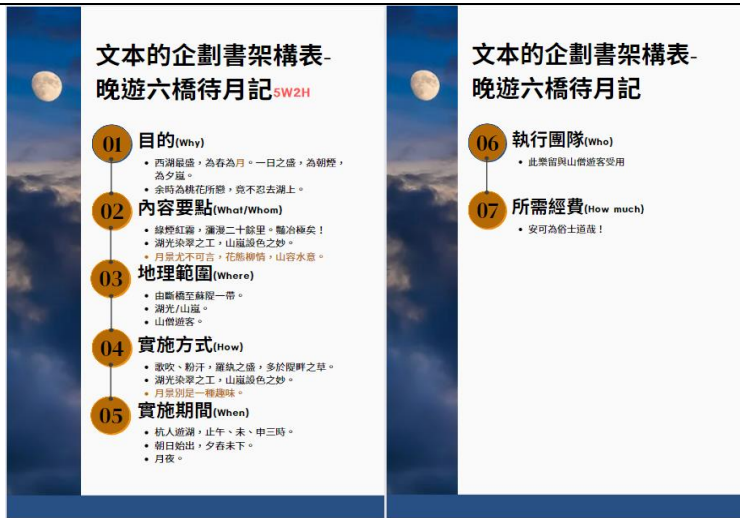 文本的企劃書架構表-
晚遊六橋待月記5W2H
01 目的(Why)
• 西湖最盛，為春為月。一日之盛，為朝煙，
為夕嵐。
• 余時為桃花所戀，竟不忍去湖上。
02 內容要點(What/Whom)
• 綠煙紅霧，瀰漫二十餘里。豔冶極矣！
• 湖光染翠之工，山嵐設色之妙。
• 月景尤不可言，花態柳情，山容水意。
03 地理範圍(Where)
• 由斷橋至蘇隄一帶。
• 湖光/山嵐。
• 山僧遊客。
04 實施方式(How)
• 歌吹、粉汗，羅紈之盛，多於隄畔之草。
• 湖光染翠之工，山嵐設色之妙。
• 月景別是一種趣味。
05 實施期間(When)
• 杭人遊湖，止午、未、申三時。
• 朝日始出，夕舂未下。
• 月夜。
文本的企劃書架構表-
晚遊六橋待月記
06 執行團隊(Who)
• 此樂留與山僧遊客受用
07 所需經費(How much)
• 安可為俗士道哉！